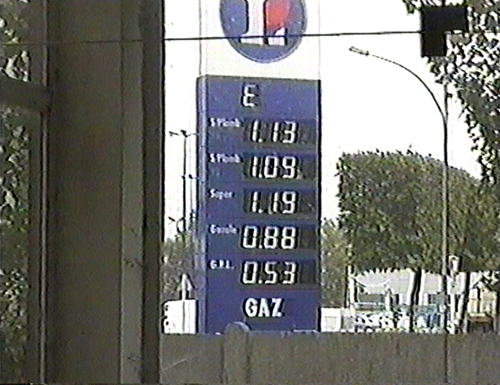 L
E
S Plomb 1.13
S Plomb 1.09
Super 1.19
Gazole 0.88
G.P.L. 0.53
GAZ